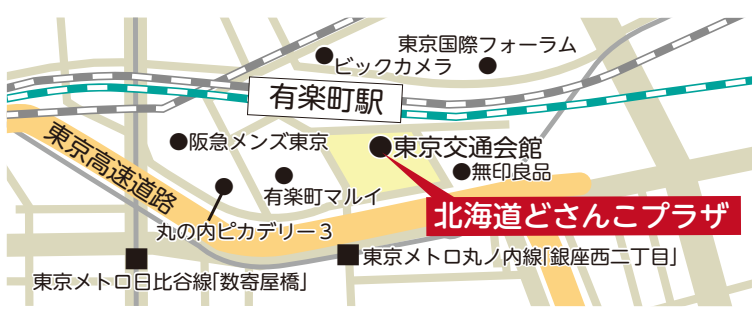 東京国際フォーラム
ビックカメラ
有楽町駅
阪急メンズ東京
東京交通会館
東京高速道路
無印良品
有楽町マルイ
北海道どさんこプラザ
丸の内ピカデリー3
東京メトロ丸ノ内線「銀座西二丁目」
東京メトロ日比谷線「数寄屋橋」